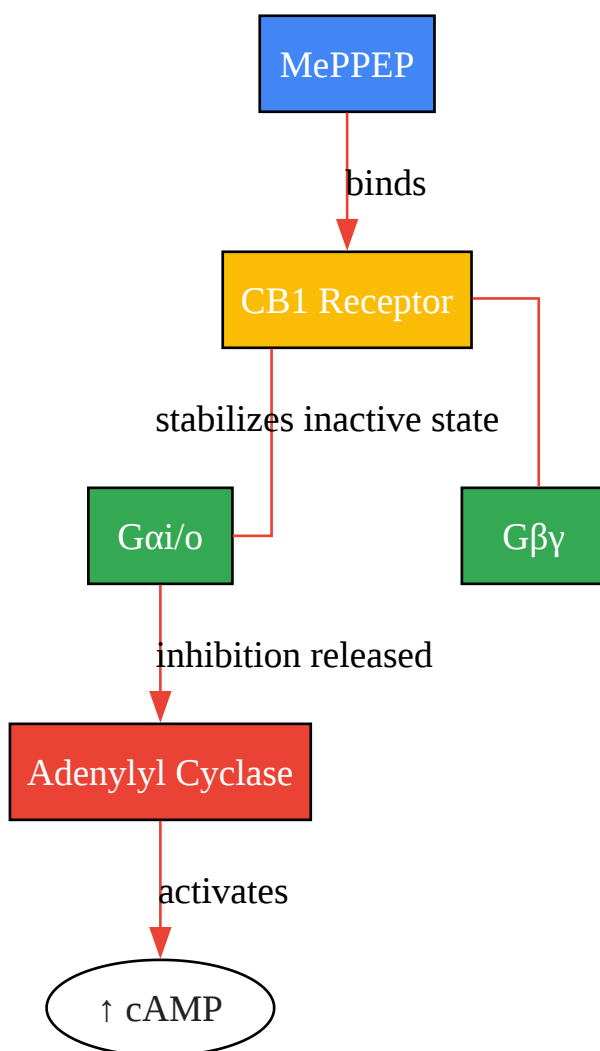 MePPEP
binds
CB1 Receptor
stabilizes inactive state
Gαi/o
Gβγ
inhibition released
Adenylyl Cyclase
activates
↑ cAMP